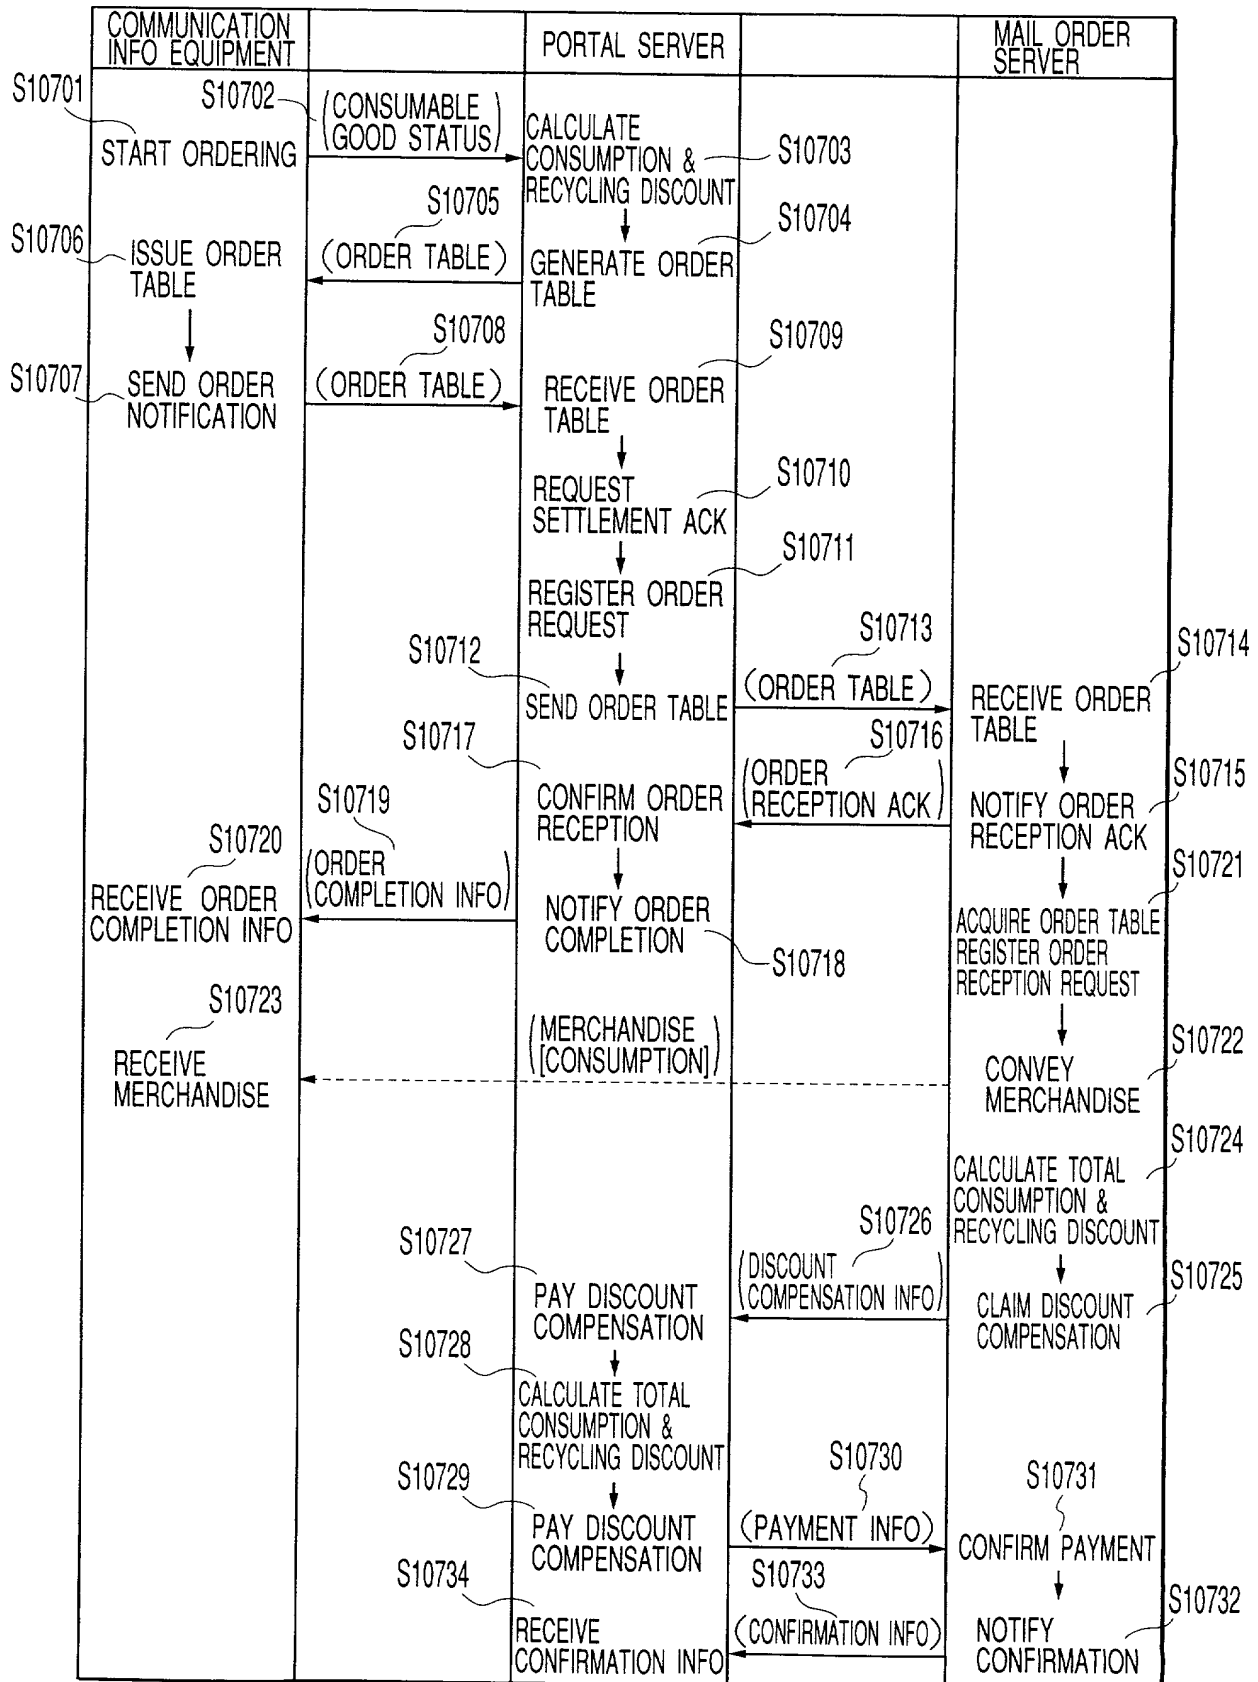 COMMUNICATION
INFO EQUIPMENT
PORTAL SERVER
MAIL ORDER
SERVER
S10701
START ORDERING
S10702
(CONSUMABLE
GOOD STATUS)
CALCULATE
CONSUMPTION &
RECYCLING DISCOUNT
S10703
S10704
S10705
S10706
ISSUE ORDER
TABLE
(ORDER TABLE)
GENERATE ORDER
TABLE
S10707
SEND ORDER
NOTIFICATION
S10708
(ORDER TABLE)
S10709
RECEIVE ORDER
TABLE
S10710
REQUEST
SETTLEMENT ACK
S10711
REGISTER ORDER
REQUEST
S10712
SEND ORDER TABLE
S10713
(ORDER TABLE)
S10714
RECEIVE ORDER
TABLE
S10717
CONFIRM ORDER
RECEPTION
S10716
(ORDER
RECEPTION ACK)
S10715
NOTIFY ORDER
RECEPTION ACK
S10720
RECEIVE ORDER
COMPLETION INFO
S10719
(ORDER
COMPLETION INFO)
NOTIFY ORDER
COMPLETION
S10718
S10721
ACQUIRE ORDER TABLE
REGISTER ORDER
RECEPTION REQUEST
S10723
RECEIVE
MERCHANDISE
(MERCHANDISE
[CONSUMPTION])
S10722
CONVEY
MERCHANDISE
S10724
CALCULATE TOTAL
CONSUMPTION &
RECYCLING DISCOUNT
S10727
PAY DISCOUNT
COMPENSATION
S10726
(DISCOUNT
COMPENSATION INFO)
S10725
CLAIM DISCOUNT
COMPENSATION
S10728
CALCULATE TOTAL
CONSUMPTION &
RECYCLING DISCOUNT
S10729
PAY DISCOUNT
COMPENSATION
S10730
(PAYMENT INFO)
S10731
CONFIRM PAYMENT
S10734
RECEIVE
CONFIRMATION INFO
S10733
(CONFIRMATION INFO)
S10732
NOTIFY
CONFIRMATION